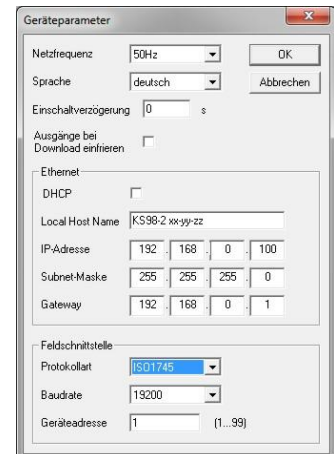 Geräteparameter
Netzfrequenz 50Hz OK
Sprache deutsch Abbrechen
Einschaltverzögerung 0 s
Ausgänge bei
Download einfrieren
Ethernet
DHCP
Local Host Name KS98-2 xx-yy-zz
IP-Adresse 192 . 168 . 0 . 100
Subnet-Maske 255 . 255 . 255 . 0
Gateway 192 . 168 . 0 . 1
Feldschnittstelle
Protokollart ISO1745
Baudrate 19200
Geräteadresse 1 (1...99)